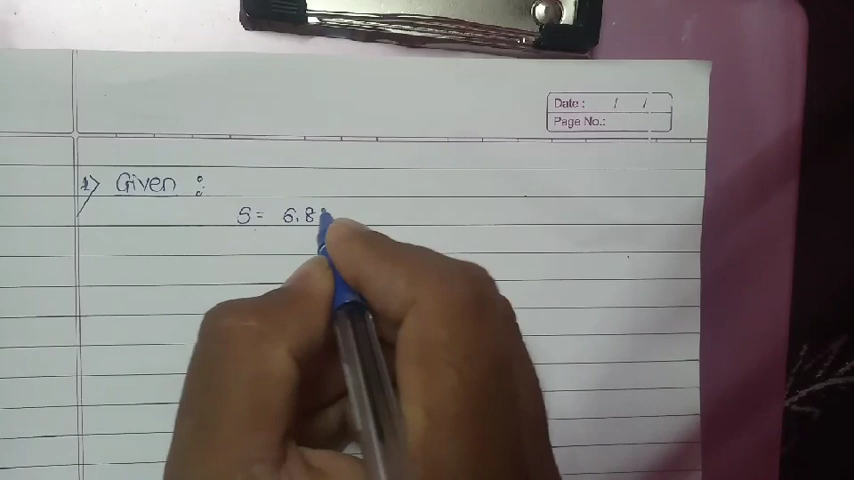 Date :    /    /
Page No.:
1> Given :
S = 6.8